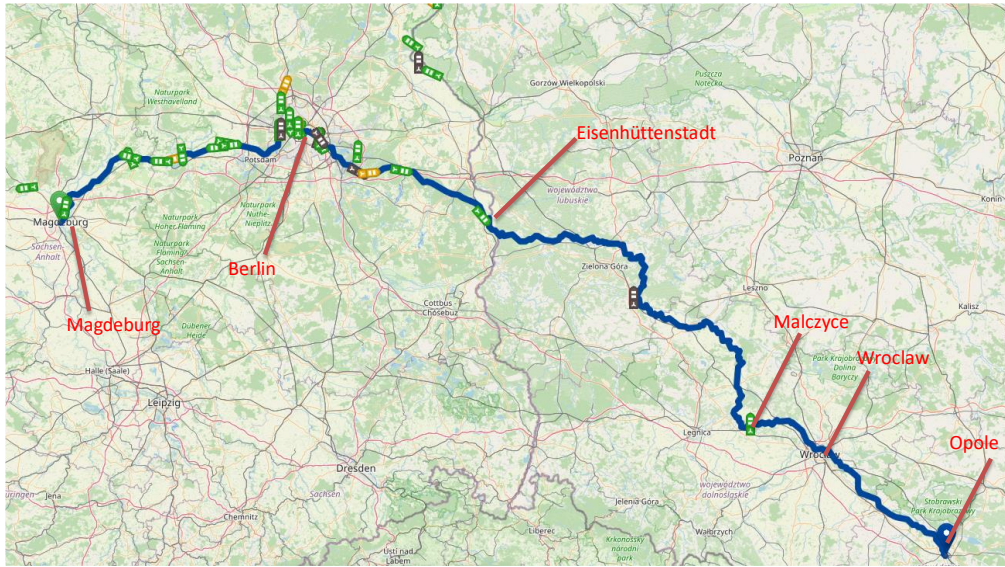 Gorzów Wielkopolski
Puszcza
Notecka
Naturpark
Westhavelland
Eisenhüttenstadt
Potsdam
Poznań
województwo
lubuskie
Konin
Naturpark
Nuthe-
Nieplitz
Magdeburg
Naturpark
Hoher Fläming
Sachsen-
Anhalt
Naturpark
Fläming
Sachsen-
Anhalt
Berlin
Zielona Góra
Leszno
Kalisz
Cottbus -
Chóśebuz
Magdeburg
Dübener
Heide
Malczyce
Park Krajobrazowy
Dolina
Baryczy
Wroclaw
Halle (Saale)
Leipzig
Legnica
Opole
Wrocław
Dresden
województwo
dolnośląskie
Stobrawski
Park Krajobrazowy
Jena
Sachsen
Jelenia Góra
Chemnitz
Wałbrzych
Liberec
Krkonošský
národní
park
Ústí nad
Labem